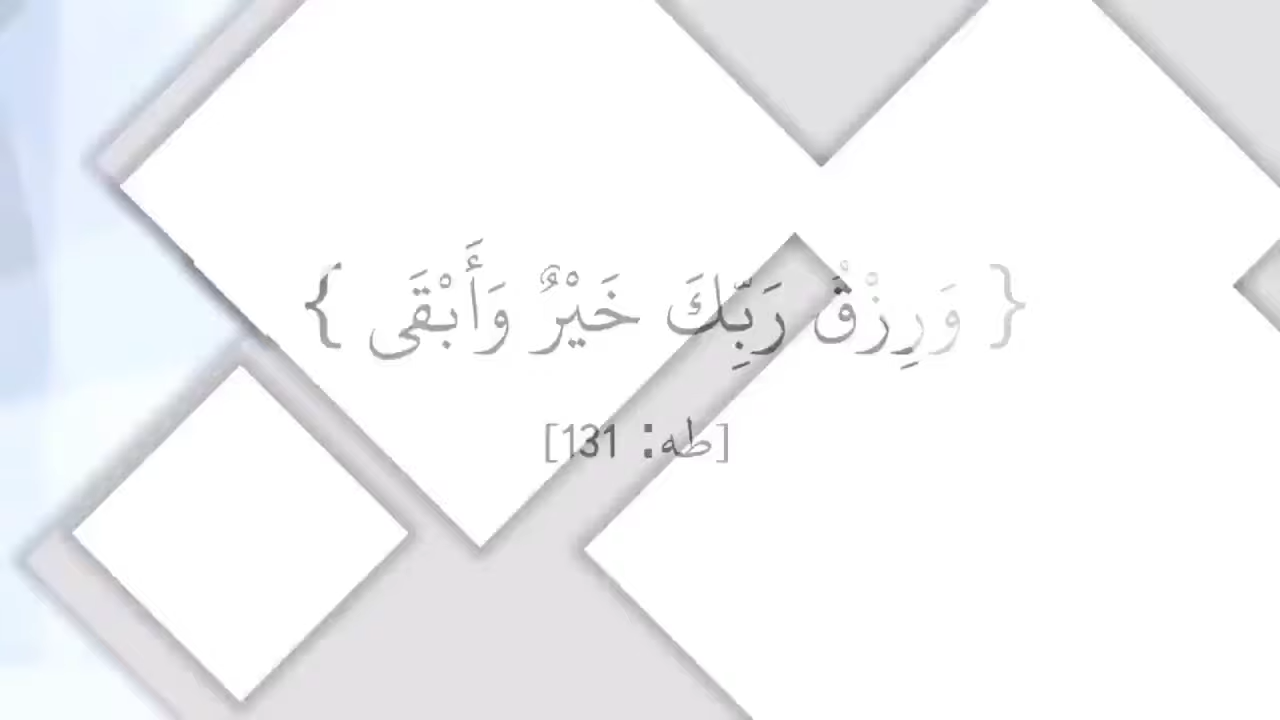 { وَرِزْقُ رَبِّكَ خَيْرٌ وَأَبْقَى }
[طه: 131]